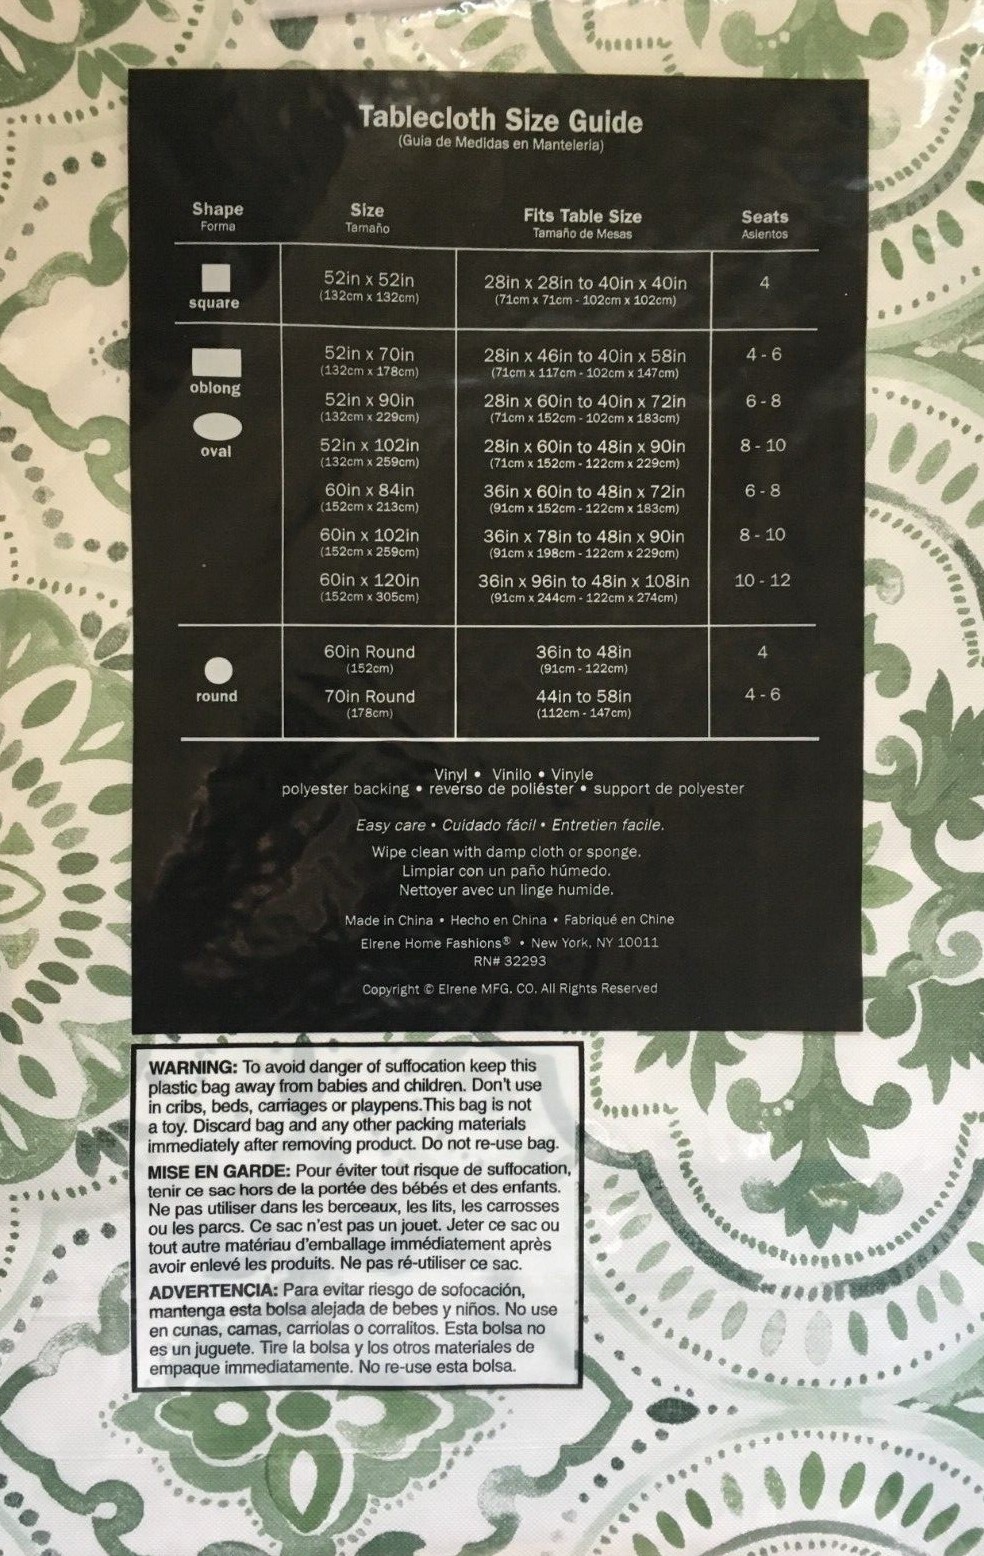 Tablecloth Size Guide
(Guia de Medidas en Manteleria)
Shape Size Fits Table Size Seats
Forma Tamaño Tamaño de Mesas Asientos
square 52in x 52in 28in x 28in to 40in x 40in 4
(132cm x 132cm) (71cm x 71cm - 102cm x 102cm)
oblong 52in x 70in 28in x 46in to 40in x 58in 4 - 6
(132cm x 178cm) (71cm x 117cm - 102cm x 147cm)
52in x 90in 28in x 60in to 40in x 72in 6 - 8
(132cm x 229cm) (71cm x 152cm - 102cm x 183cm)
oval 52in x 102in 28in x 60in to 48in x 90in 8 - 10
(132cm x 259cm) (71cm x 152cm - 122cm x 229cm)
60in x 84in 36in x 60in to 48in x 72in 6 - 8
(152cm x 213cm) (91cm x 152cm - 122cm x 183cm)
60in x 102in 36in x 78in to 48in x 90in 8 - 10
(152cm x 259cm) (91cm x 198cm - 122cm x 229cm)
60in x 120in 36in x 96in to 48in x 108in 10 - 12
(152cm x 305cm) (91cm x 244cm - 122cm x 274cm)
60in Round 36in to 48in 4
(152cm) (91cm - 122cm)
round 70in Round 44in to 58in 4 - 6
(178cm) (112cm - 147cm)
Vinyl • Vinilo • Vinyle
polyester backing • reverso de poliéster • support de polyester
Easy care • Cuidado fácil • Entretien facile.
Wipe clean with damp cloth or sponge.
Limpiar con un paño húmedo.
Nettoyer avec un linge humide.
Made in China • Hecho en China • Fabriqué en Chine
Elrene Home Fashions® • New York, NY 10011
RN# 32293
Copyright © Elrene MFG. CO. All Rights Reserved
WARNING: To avoid danger of suffocation keep this
plastic bag away from babies and children. Don't use
in cribs, beds, carriages or playpens.This bag is not
a toy. Discard bag and any other packing materials
immediately after removing product. Do not re-use bag.
MISE EN GARDE: Pour éviter tout risque de suffocation,
tenir ce sac hors de la portée des bébés et des enfants.
Ne pas utiliser dans les berceaux, les lits, les carrosses
ou les parcs. Ce sac n'est pas un jouet. Jeter ce sac ou
tout autre matériau d'emballage immédiatement après
avoir enlevé les produits. Ne pas ré-utiliser ce sac.
ADVERTENCIA: Para evitar riesgo de sofocación,
mantenga esta bolsa alejada de bebes y niños. No use
en cunas, camas, carriolas o corralitos. Esta bolsa no
es un juguete. Tire la bolsa y los otros materiales de
empaque immediatamente. No re-use esta bolsa.